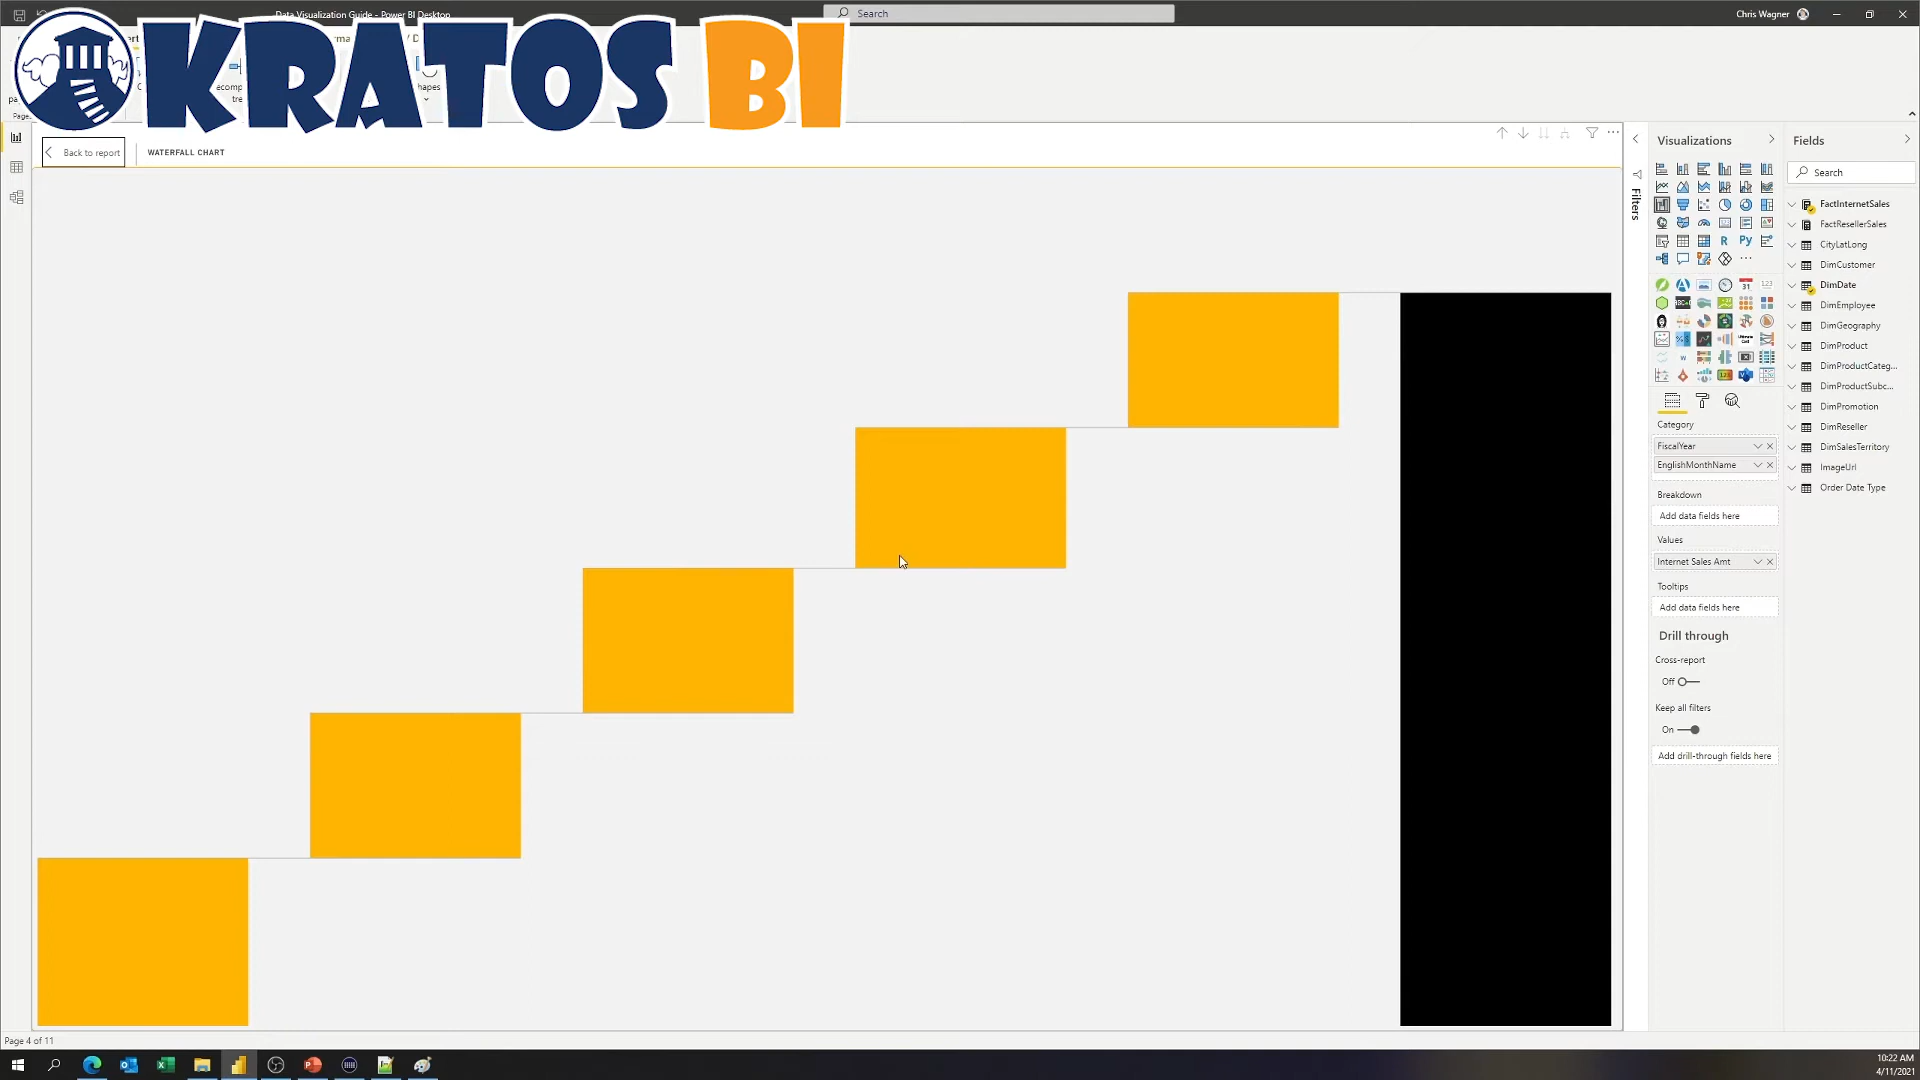 Data Visualization Guide - Power BI Desktop
Search
Chris Wagner
KRATOS BI
Back to report
WATERFALL CHART
Filters
Visualizations
Fields
Search
FactInternetSales
FactResellerSales
CityLatLong
DimCustomer
DimDate
DimEmployee
DimGeography
DimProduct
DimProductCateg...
DimProductSubc...
DimPromotion
DimReseller
DimSalesTerritory
ImageUrl
Order Date Type
R
Py
Category
FiscalYear
EnglishMonthName
Breakdown
Add data fields here
Values
Internet Sales Amt
Tooltips
Add data fields here
Drill through
Cross-report
Off
Keep all filters
On
Add drill-through fields here
Page 4 of 11
10:22 AM
4/11/2021